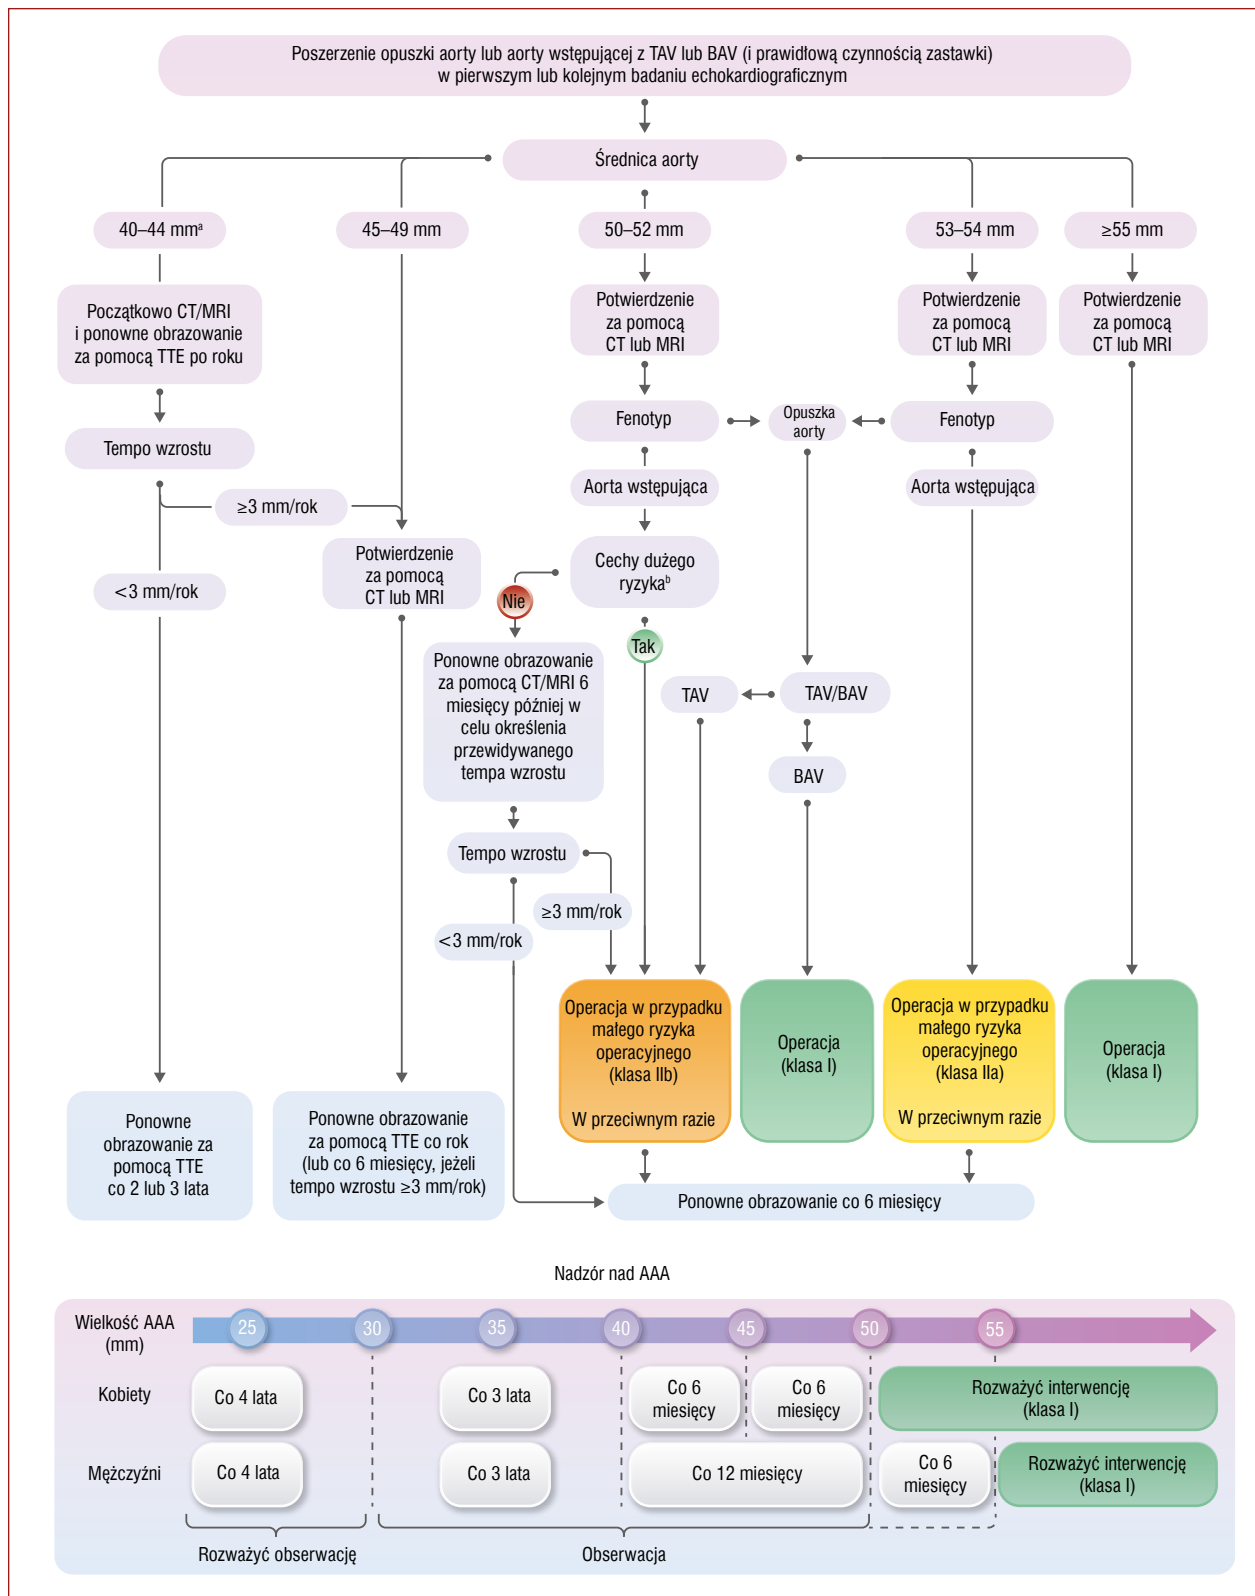 Poszerzenie opuszki aorty lub aorty wstępującej z TAV lub BAV (i prawidłową czynnością zastawki)
w pierwszym lub kolejnym badaniu echokardiograficznym
Średnica aorty
40–44 mmᵃ
45–49 mm
50–52 mm
53–54 mm
≥55 mm
Początkowo CT/MRI
i ponowne obrazowanie
za pomocą TTE po roku
Potwierdzenie
za pomocą
CT lub MRI
Potwierdzenie
za pomocą
CT lub MRI
Potwierdzenie
za pomocą
CT lub MRI
Tempo wzrostu
Fenotyp
Opuszka
aorty
Fenotyp
≥3 mm/rok
Aorta wstępująca
Aorta wstępująca
<3 mm/rok
Potwierdzenie
za pomocą
CT lub MRI
Cechy dużego
ryzykaᵇ
Nie
Tak
Ponowne obrazowanie
za pomocą CT/MRI 6
miesięcy później w
celu określenia
przewidywanego
tempa wzrostu
TAV
TAV/BAV
BAV
Tempo wzrostu
≥3 mm/rok
<3 mm/rok
Operacja w przypadku
małego ryzyka
operacyjnego
(klasa IIb)
W przeciwnym razie
Operacja
(klasa I)
Operacja w przypadku
małego ryzyka
operacyjnego
(klasa IIa)
W przeciwnym razie
Operacja
(klasa I)
Ponowne
obrazowanie za
pomocą TTE
co 2 lub 3 lata
Ponowne obrazowanie
za pomocą TTE co rok
(lub co 6 miesięcy, jeżeli
tempo wzrostu ≥3 mm/rok)
Ponowne obrazowanie co 6 miesięcy
Nadzór nad AAA
Wielkość AAA
(mm)
25
30
35
40
45
50
55
Kobiety
Co 4 lata
Co 3 lata
Co 6
miesięcy
Co 6
miesięcy
Rozważyć interwencję
(klasa I)
Mężczyźni
Co 4 lata
Co 3 lata
Co 12 miesięcy
Co 6
miesięcy
Rozważyć interwencję
(klasa I)
Rozważyć obserwację
Obserwacja